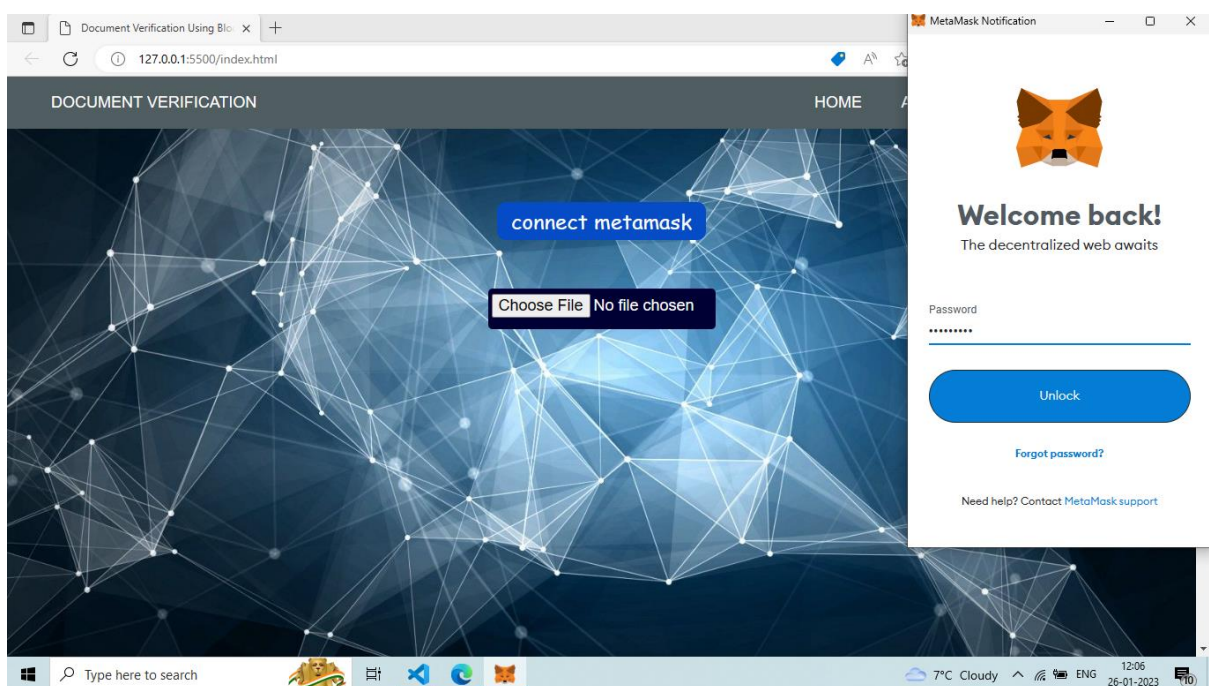 Document Verification Using Blo
127.0.0.1:5500/index.html
MetaMask Notification
DOCUMENT VERIFICATION
HOME
A
connect metamask
Choose File No file chosen
Welcome back!
The decentralized web awaits
Password
•••••••••
Unlock
Forgot password?
Need help? Contact MetaMask support
Type here to search
7°C Cloudy
ENG
12:06
26-01-2023